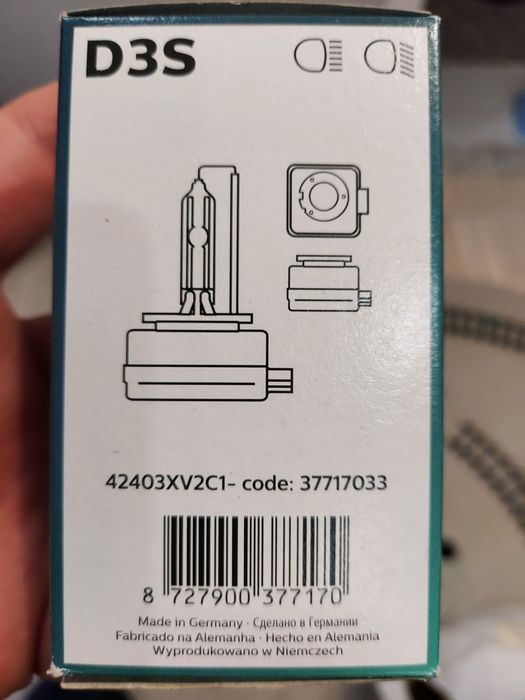 D3S
42403XV2C1- code: 37717033
8 727900 377170
Made in Germany · Сделано в Германии
Fabricado na Alemanha · Hecho en Alemania
Wyprodukowano w Niemczech